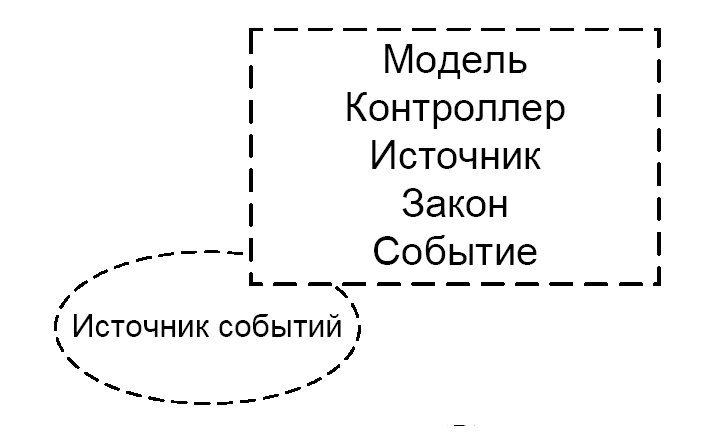 Модель
Контроллер
Источник
Закон
Событие
Источник событий